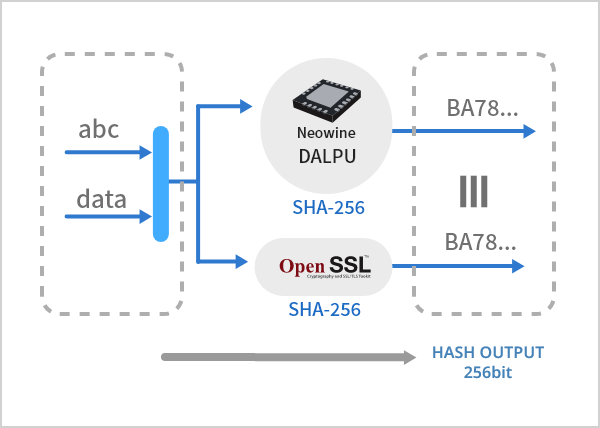 abc
data
Neowine
DALPU
SHA-256
Open SSL™
Cryptography and SSL/TLS Toolkit
SHA-256
BA78...
BA78...
HASH OUTPUT
256bit